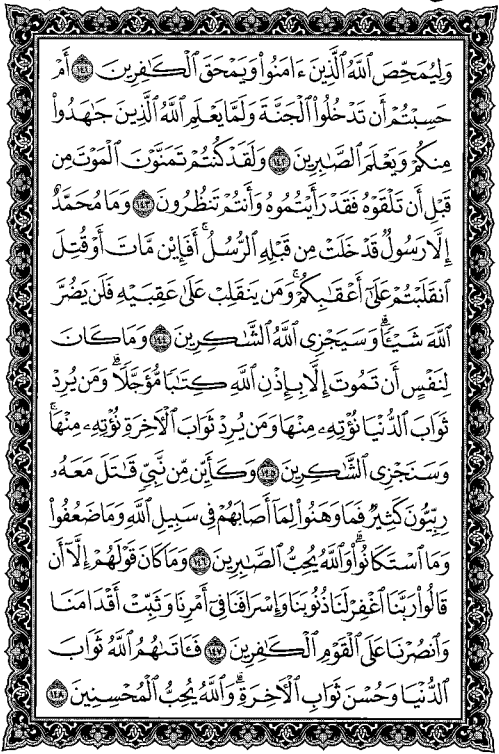 وَلِيُمَحِّصَ ٱللَّهُ ٱلَّذِينَ ءَامَنُوا۟ وَيَمْحَقَ ٱلْكَٰفِرِينَ ١٤١ أَمْ
حَسِبْتُمْ أَن تَدْخُلُوا۟ ٱلْجَنَّةَ وَلَمَّا يَعْلَمِ ٱللَّهُ ٱلَّذِينَ جَٰهَدُوا۟
مِنكُمْ وَيَعْلَمَ ٱلصَّٰبِرِينَ ١٤٢ وَلَقَدْ كُنتُمْ تَمَنَّوْنَ ٱلْمَوْتَ مِن
قَبْلِ أَن تَلْقَوْهُ فَقَدْ رَأَيْتُمُوهُ وَأَنتُمْ تَنظُرُونَ ١٤٣ وَمَا مُحَمَّدٌ
إِلَّا رَسُولٌ قَدْ خَلَتْ مِن قَبْلِهِ ٱلرُّسُلُ ۚ أَفَإِي۟ن مَّاتَ أَوْ قُتِلَ
ٱنقَلَبْتُمْ عَلَىٰٓ أَعْقَٰبِكُمْ ۚ وَمَن يَنقَلِبْ عَلَىٰ عَقِبَيْهِ فَلَن يَضُرَّ
ٱللَّهَ شَيْـًٔا ۗ وَسَيَجْزِى ٱللَّهُ ٱلشَّٰكِرِينَ ١٤٤ وَمَا كَانَ
لِنَفْسٍ أَن تَمُوتَ إِلَّا بِإِذْنِ ٱللَّهِ كِتَٰبًا مُّؤَجَّلًا ۗ وَمَن يُرِدْ
ثَوَابَ ٱلدُّنْيَا نُؤْتِهِۦ مِنْهَا وَمَن يُرِدْ ثَوَابَ ٱلْءَاخِرَةِ نُؤْتِهِۦ مِنْهَا ۚ
وَسَنَجْزِى ٱلشَّٰكِرِينَ ١٤٥ وَكَأَيِّن مِّن نَّبِىٍّ قَٰتَلَ مَعَهُۥ
رِبِّيُّونَ كَثِيرٌ فَمَا وَهَنُوا۟ لِمَآ أَصَابَهُمْ فِى سَبِيلِ ٱللَّهِ وَمَا ضَعُفُوا۟
وَمَا ٱسْتَكَانُوا۟ ۗ وَٱللَّهُ يُحِبُّ ٱلصَّٰبِرِينَ ١٤٦ وَمَا كَانَ قَوْلَهُمْ إِلَّآ أَن
قَالُوا۟ رَبَّنَا ٱغْفِرْ لَنَا ذُنُوبَنَا وَإِسْرَافَنَا فِىٓ أَمْرِنَا وَثَبِّتْ أَقْدَامَنَا
وَٱنصُرْنَا عَلَى ٱلْقَوْمِ ٱلْكَٰفِرِينَ ١٤٧ فَـَٔاتَىٰهُمُ ٱللَّهُ ثَوَابَ
ٱلدُّنْيَا وَحُسْنَ ثَوَابِ ٱلْءَاخِرَةِ ۗ وَٱللَّهُ يُحِبُّ ٱلْمُحْسِنِينَ ١٤٨